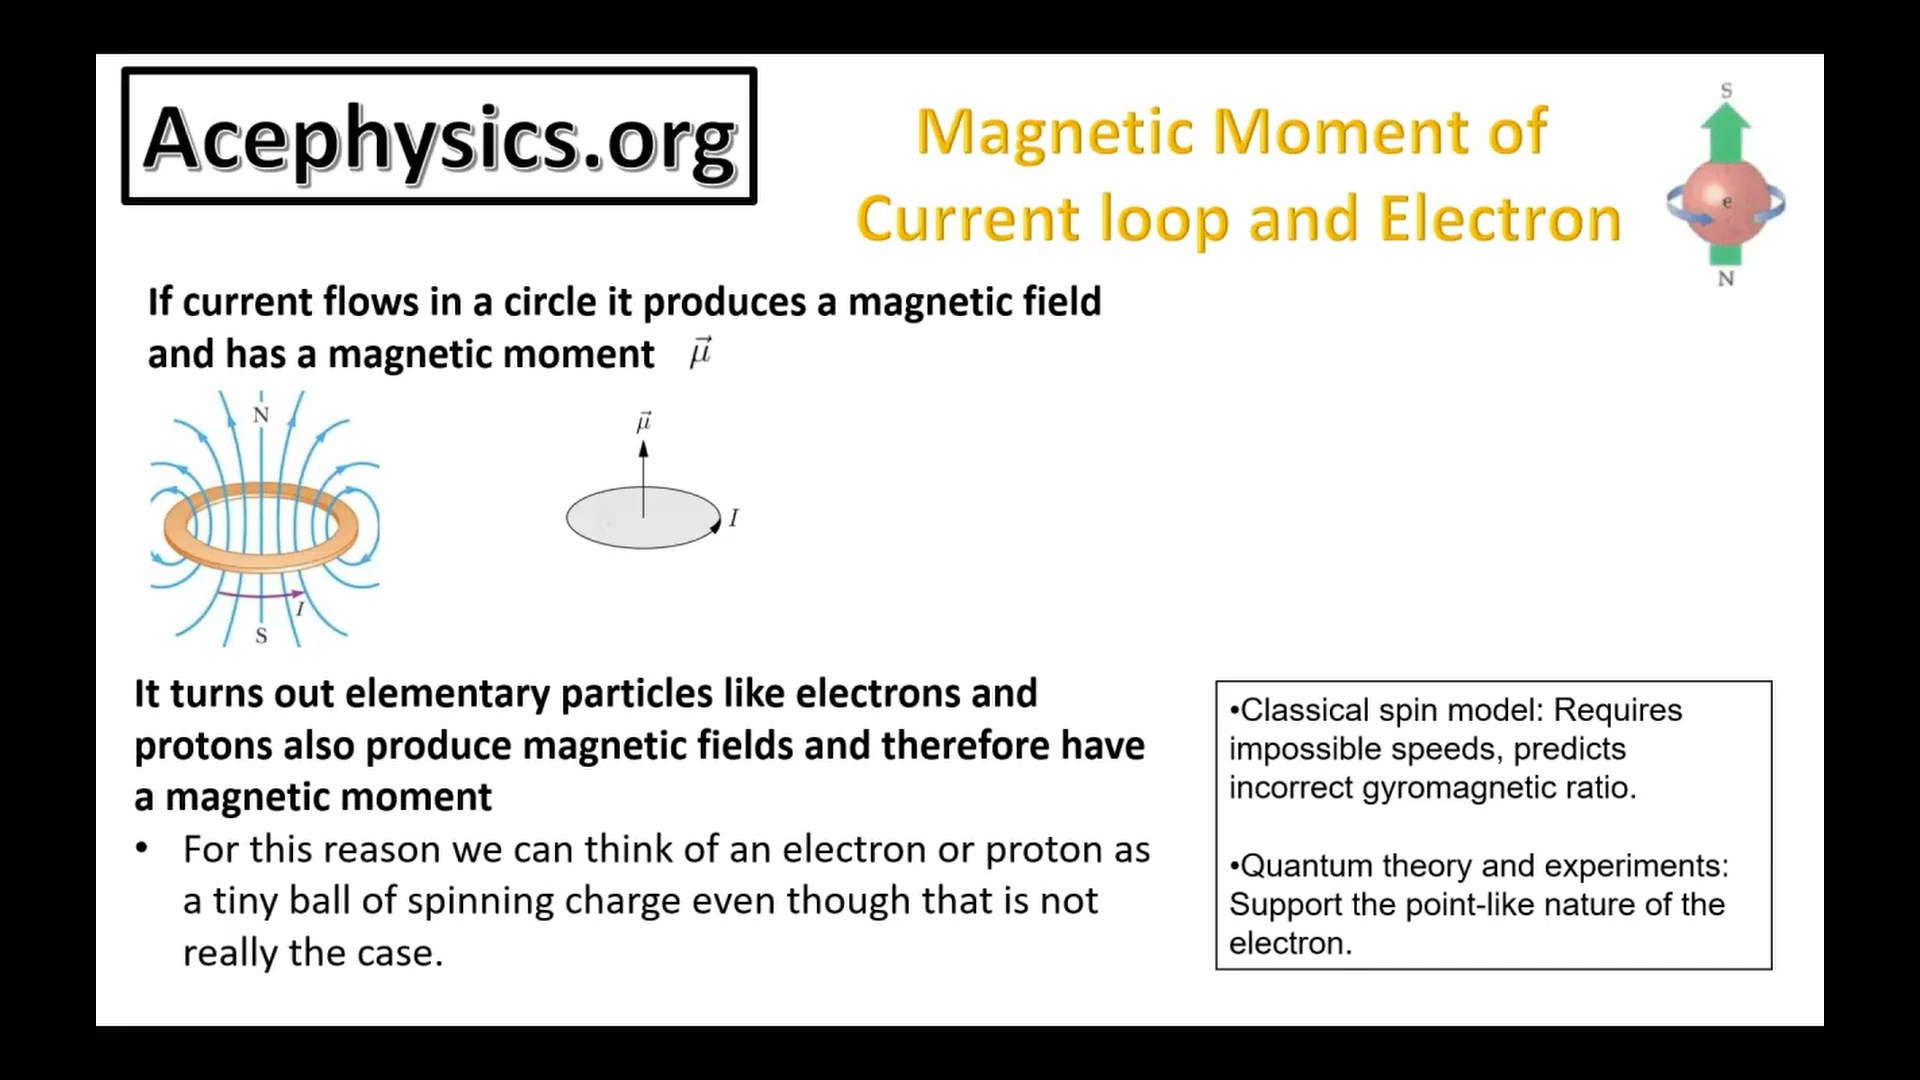 Acephysics.org
Magnetic Moment of
Current loop and Electron
S
e
N
If current flows in a circle it produces a magnetic field
and has a magnetic moment μ⃗
N
I
S
μ⃗
I
It turns out elementary particles like electrons and
protons also produce magnetic fields and therefore have
a magnetic moment
• For this reason we can think of an electron or proton as
a tiny ball of spinning charge even though that is not
really the case.
•Classical spin model: Requires
impossible speeds, predicts
incorrect gyromagnetic ratio.
•Quantum theory and experiments:
Support the point-like nature of the
electron.